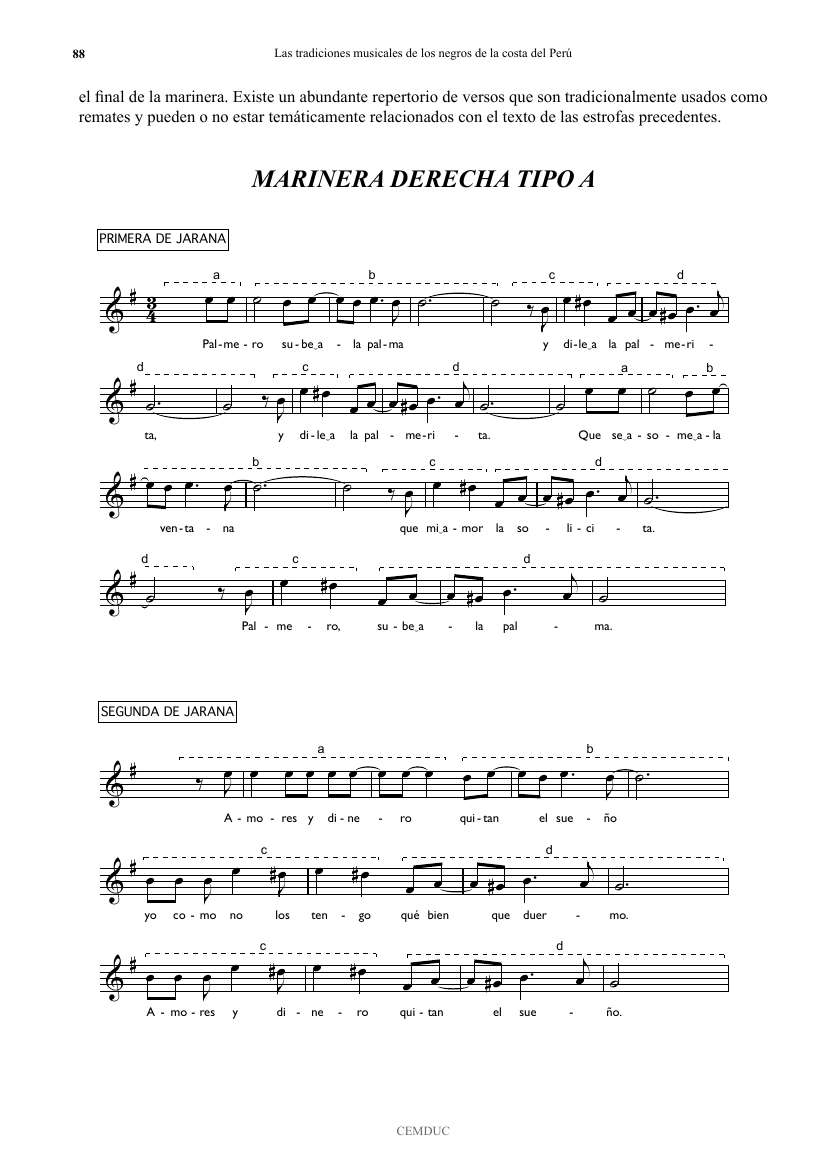 88
Las tradiciones musicales de los negros de la costa del Perú
el final de la marinera. Existe un abundante repertorio de versos que son tradicionalmente usados como
remates y pueden o no estar temáticamente relacionados con el texto de las estrofas precedentes.
MARINERA DERECHA TIPO A
PRIMERA DE JARANA
a b c d
3
4
Pal-me - ro su-be_a - la pal-ma y di-le_a la pal - me-ri -
d c d a b
ta, y di-le_a la pal - me-ri - ta. Que se_a-so-me_a-la
b c d
ven-ta - na que mi_a-mor la so - li-ci - ta.
d c d
Pal - me - ro, su-be_a - la pal - ma.
SEGUNDA DE JARANA
a b
A-mo- res y di-ne - ro qui-tan el sue - ño
c d
yo co-mo no los ten - go qué bien que duer - mo.
c d
A-mo-res y di - ne - ro qui-tan el sue - ño.
CEMDUC